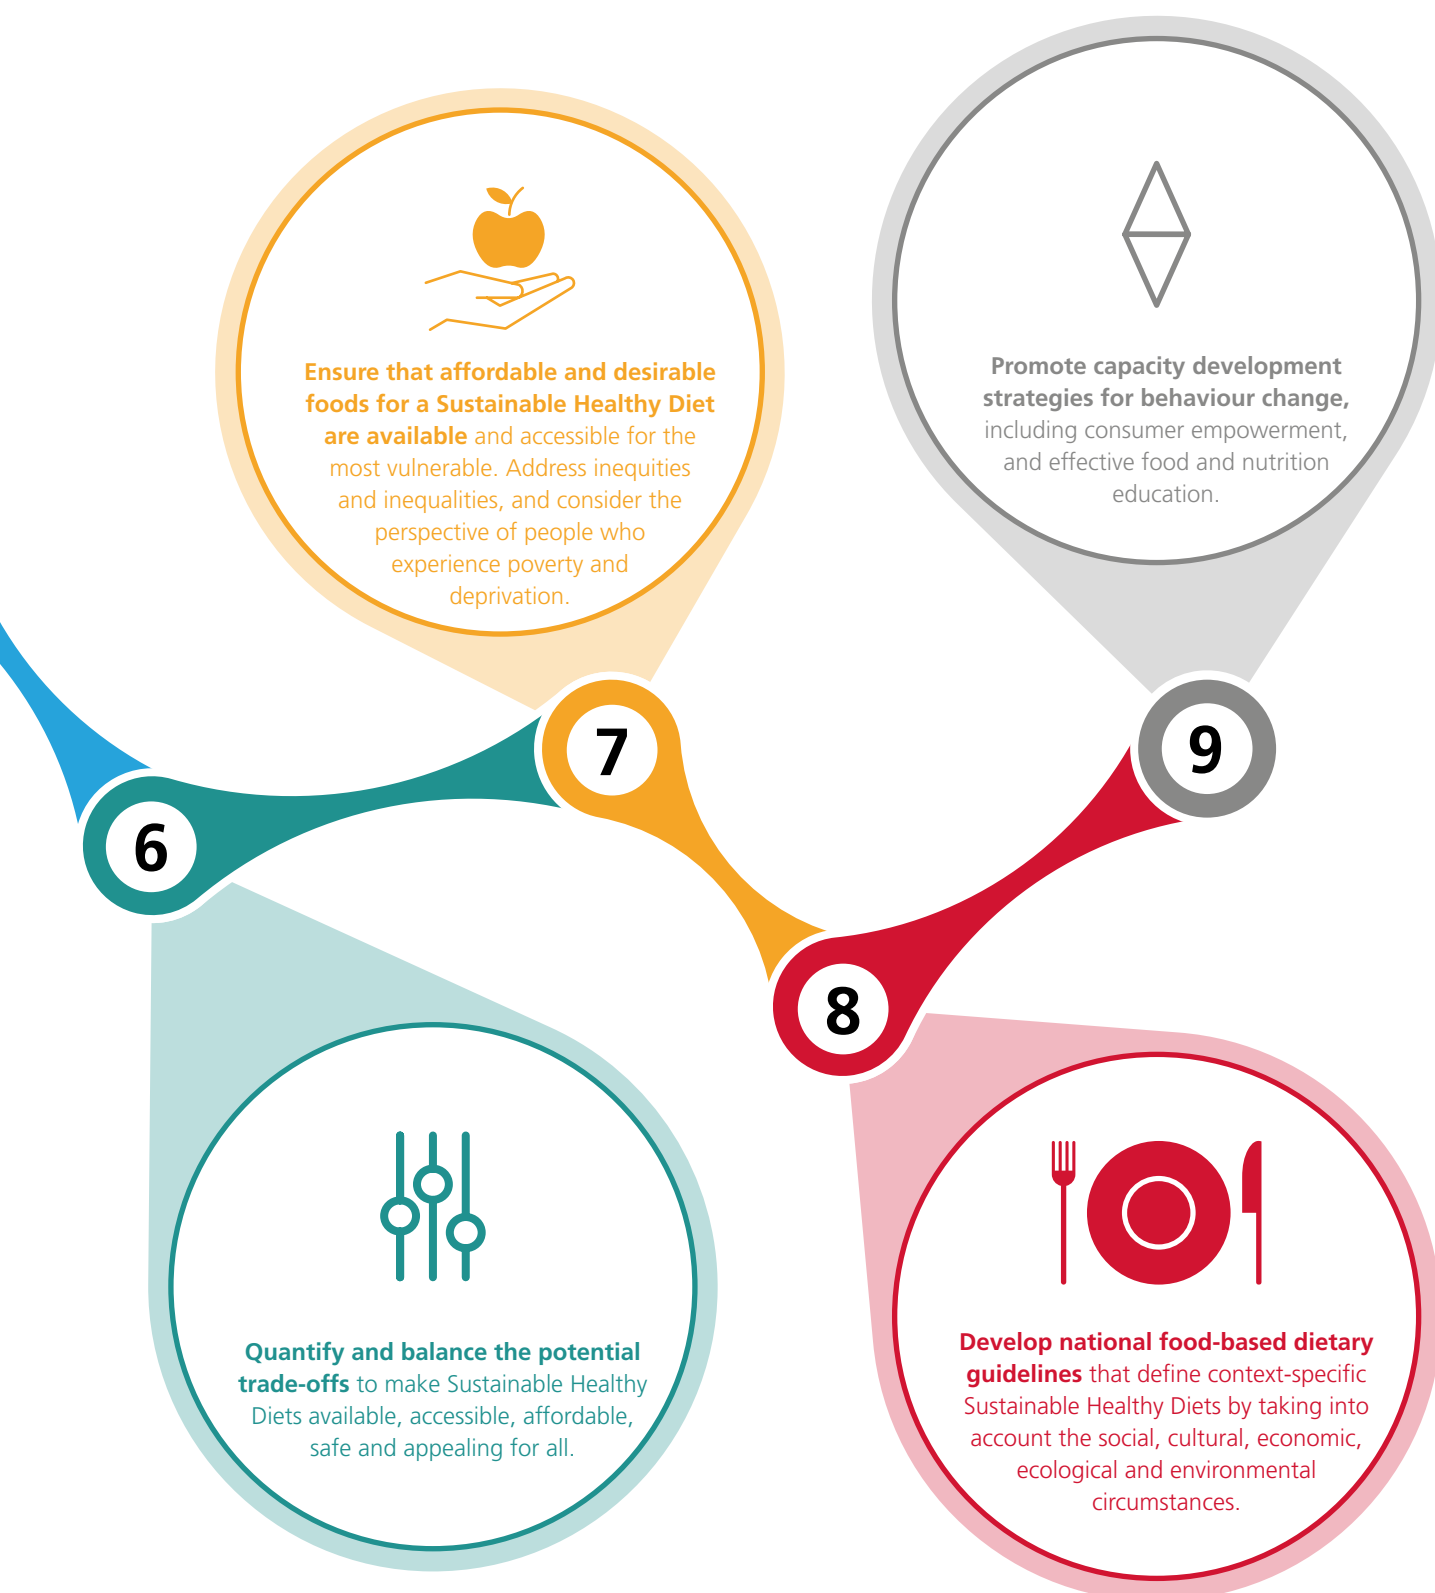 6
Quantify and balance the potential
trade-offs to make Sustainable Healthy
Diets available, accessible, affordable,
safe and appealing for all.
7
Ensure that affordable and desirable
foods for a Sustainable Healthy Diet
are available and accessible for the
most vulnerable. Address inequities
and inequalities, and consider the
perspective of people who
experience poverty and
deprivation.
8
Develop national food-based dietary
guidelines that define context-specific
Sustainable Healthy Diets by taking into
account the social, cultural, economic,
ecological and environmental
circumstances.
9
Promote capacity development
strategies for behaviour change,
including consumer empowerment,
and effective food and nutrition
education.